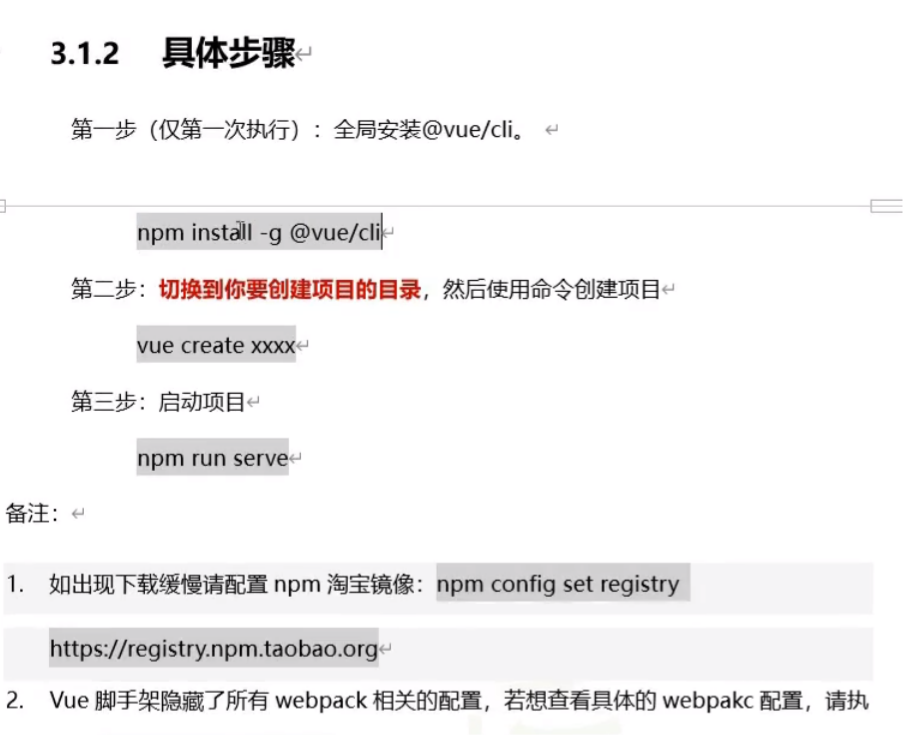 3.1.2 具体步骤
第一步（仅第一次执行）：全局安装@vue/cli。
npm install -g @vue/cli
第二步：切换到你要创建项目的目录，然后使用命令创建项目
vue create xxxx
第三步：启动项目
npm run serve
备注：
1. 如出现下载缓慢请配置 npm 淘宝镜像：npm config set registry
https://registry.npm.taobao.org
2. Vue 脚手架隐藏了所有 webpack 相关的配置，若想查看具体的 webpakc 配置，请执